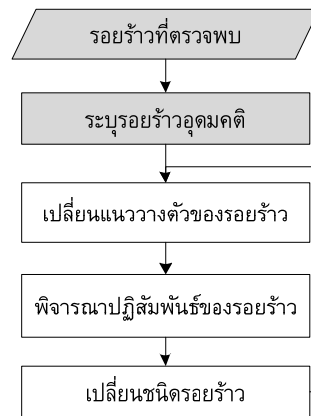 รอยร้าวที่ตรวจพบ
ระบุรอยร้าวอุดมคติ
เปลี่ยนแนววางตัวของรอยร้าว
พิจารณาปฏิสัมพันธ์ของรอยร้าว
เปลี่ยนชนิดรอยร้าว